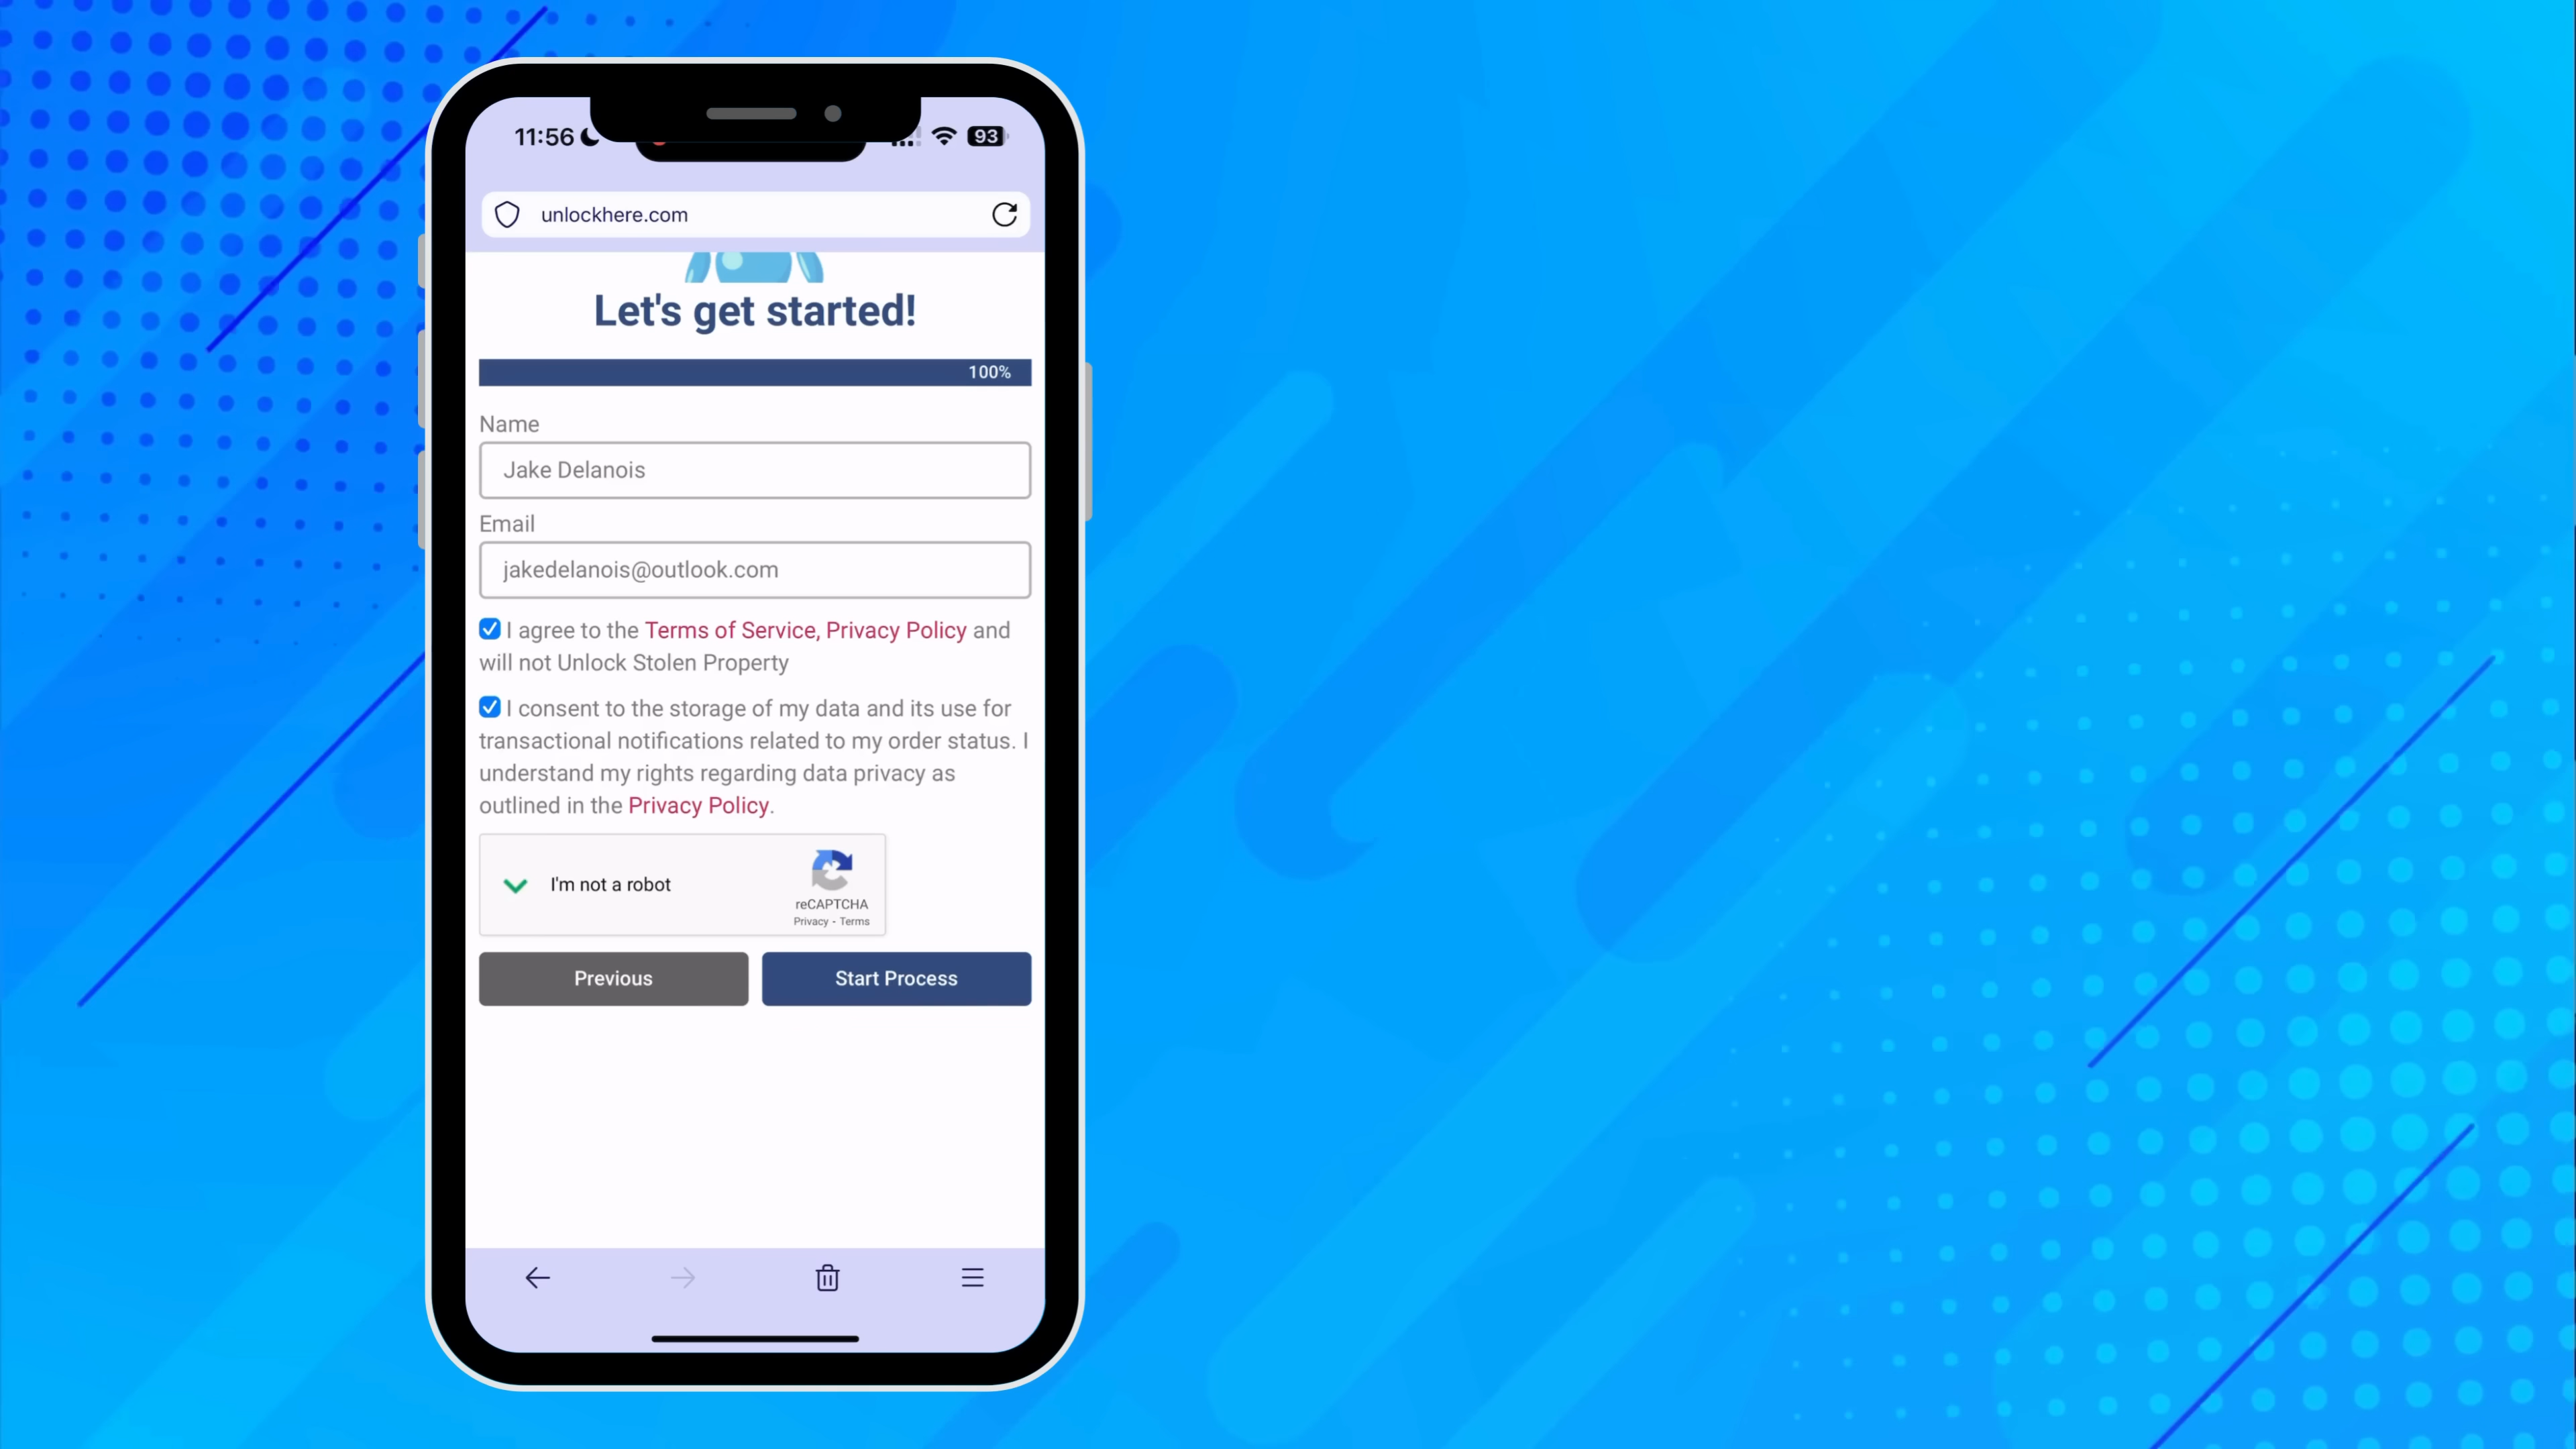 11:56
93
unlockhere.com
Let's get started!
100%
Name
Jake Delanois
Email
jakedelanois@outlook.com
I agree to the Terms of Service, Privacy Policy and
will not Unlock Stolen Property
I consent to the storage of my data and its use for
transactional notifications related to my order status. I
understand my rights regarding data privacy as
outlined in the Privacy Policy.
I'm not a robot
reCAPTCHA
Privacy - Terms
Previous
Start Process